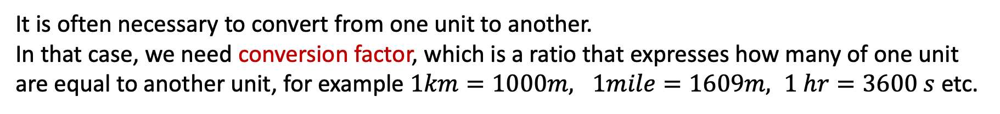 It is often necessary to convert from one unit to another.
In that case, we need conversion factor, which is a ratio that expresses how many of one unit
are equal to another unit, for example 1km = 1000m, 1mile = 1609m, 1 hr = 3600 s etc.